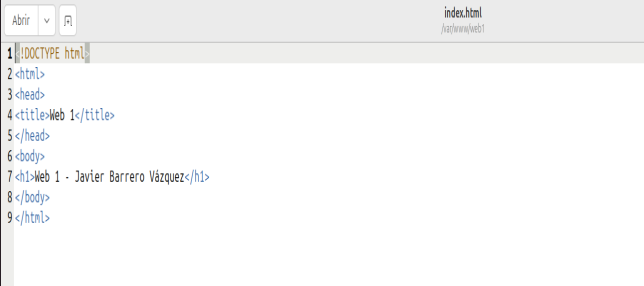 Abrir
index.html
/var/www/web1
1 <!DOCTYPE html>
2 <html>
3 <head>
4 <title>Web 1</title>
5 </head>
6 <body>
7 <h1>Web 1 - Javier Barrero Vázquez</h1>
8 </body>
9 </html>